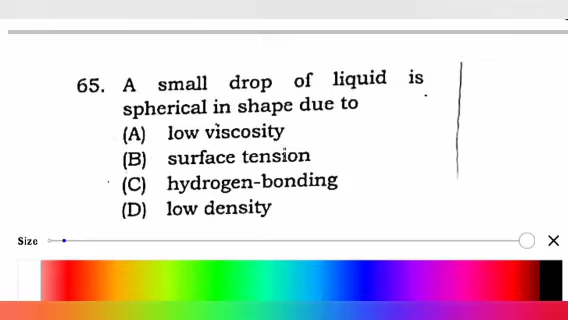 65. A small drop of liquid is
spherical in shape due to
(A) low viscosity
(B) surface tension
(C) hydrogen-bonding
(D) low density
Size